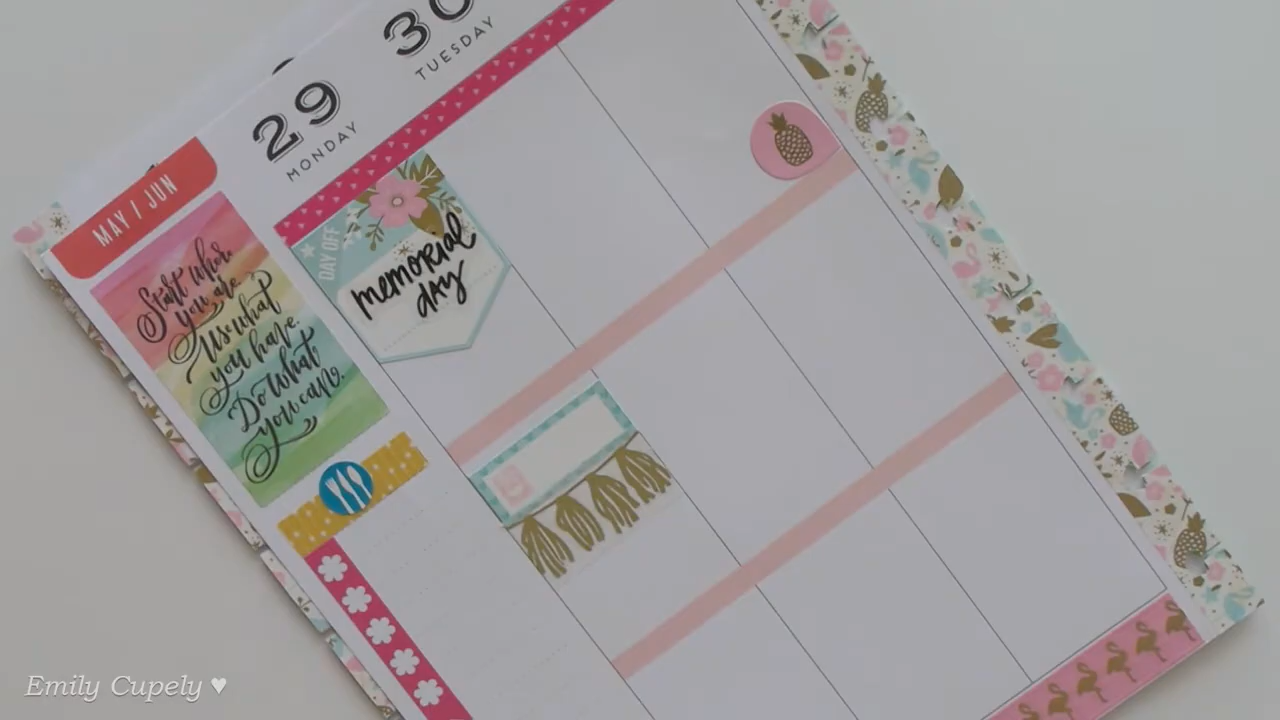 30
TUESDAY
29
MONDAY
MAY / JUN
DAY OFF
memorial
day
Start where
you are.
Use what
you have.
Do what
you can.
Emily Cupely ♥